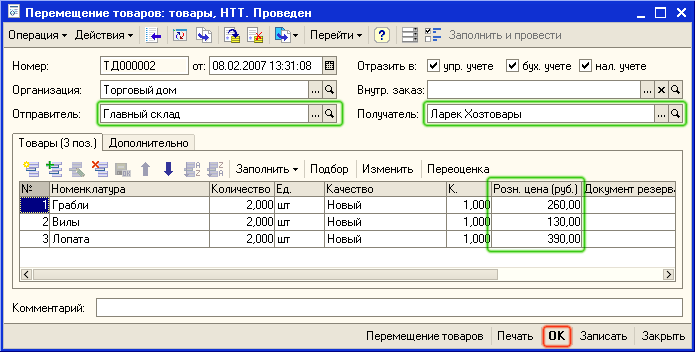 Перемещение товаров: товары, НТТ. Проведен
Операция Действия Перейти Заполнить и провести
Номер: ТД000002 от: 08.02.2007 13:31:08 Отразить в: упр. учете бух. учете нал. учете
Организация: Торговый дом Внутр. заказ:
Отправитель: Главный склад Получатель: Ларек Хозтовары
Товары (3 поз.) Дополнительно
Заполнить Подбор Изменить Переоценка
№ Номенклатура Количество Ед. Качество К. Розн. цена (руб.) Документ резерва
1 Грабли 2,000 шт Новый 1,000 260,00
2 Вилы 2,000 шт Новый 1,000 130,00
3 Лопата 2,000 шт Новый 1,000 390,00
Комментарий:
Перемещение товаров Печать OK Записать Закрыть